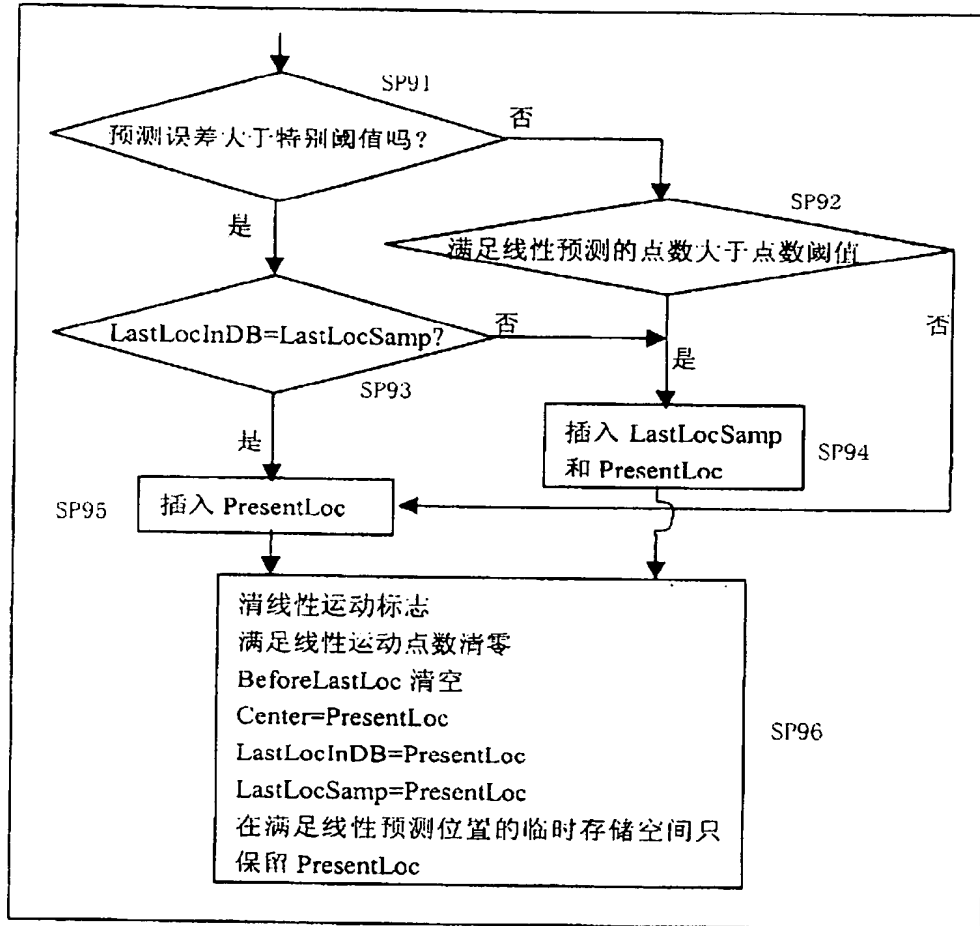 SP91
预测误差大于特别阈值吗?
否
是
SP92
满足线性预测的点数大于点数阈值
LastLocInDB=LastLocSamp?
否
否
SP93
是
是
插入 LastLocSamp
和 PresentLoc
SP94
SP95
插入 PresentLoc
清线性运动标志
满足线性运动点数清零
BeforeLastLoc 清空
Center=PresentLoc
LastLocInDB=PresentLoc
LastLocSamp=PresentLoc
在满足线性预测位置的临时存储空间只
保留 PresentLoc
SP96